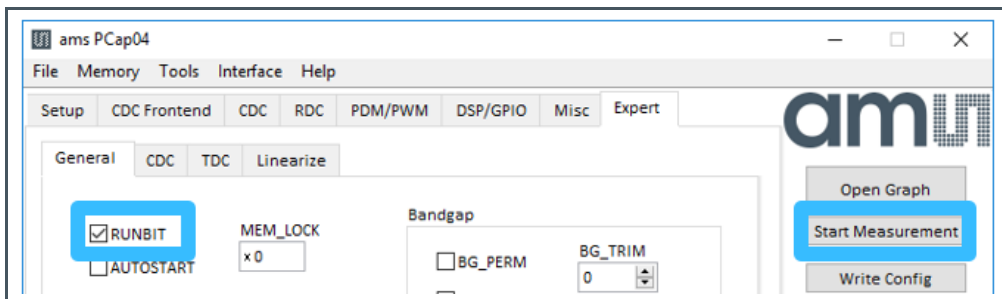 ams PCap04
File Memory Tools Interface Help
Setup CDC Frontend CDC RDC PDM/PWM DSP/GPIO Misc Expert
am
General CDC TDC Linearize
Open Graph
RUNBIT MEM_LOCK Bandgap Start Measurement
AUTOSTART x 0 BG_PERM BG_TRIM
0 Write Config